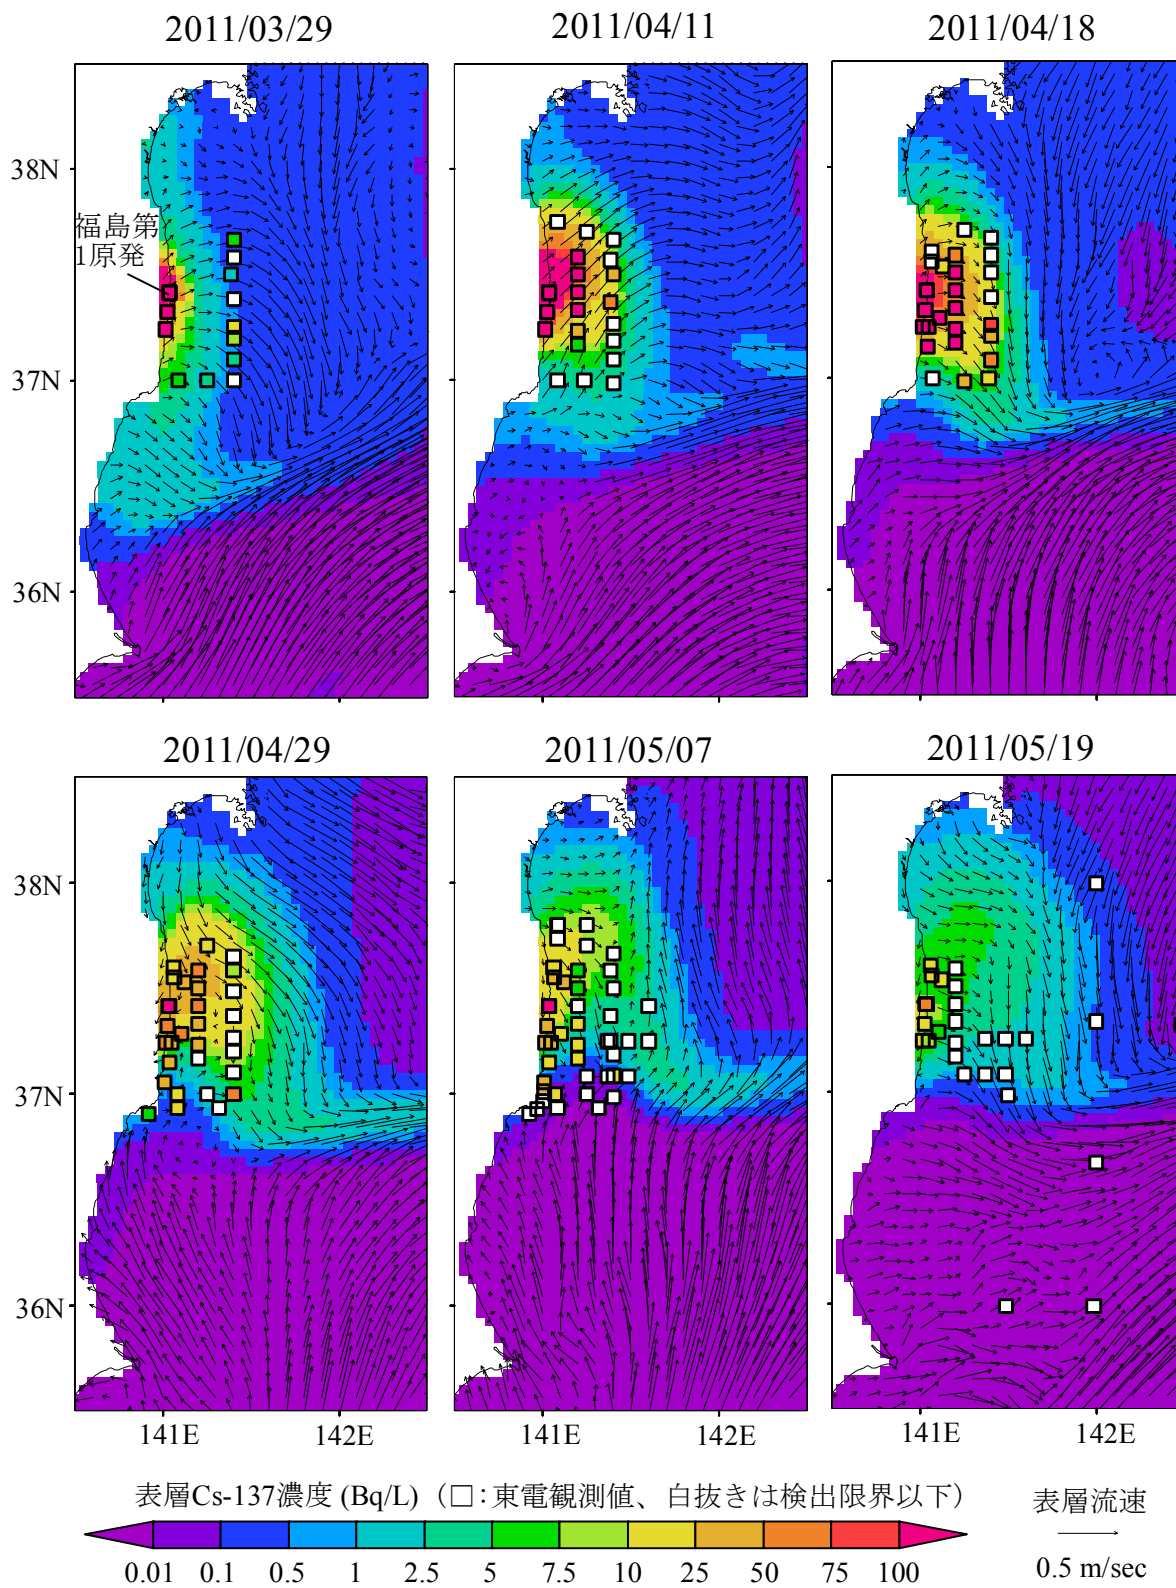 2011/03/29
2011/04/11
2011/04/18
38N
37N
36N
福島第
1原発
2011/04/29
2011/05/07
2011/05/19
38N
37N
36N
141E
142E
141E
142E
141E
142E
表層Cs-137濃度 (Bq/L)（□：東電観測値、白抜きは検出限界以下）
0.01 0.1 0.5 1 2.5 5 7.5 10 25 50 75 100
表層流速
0.5 m/sec